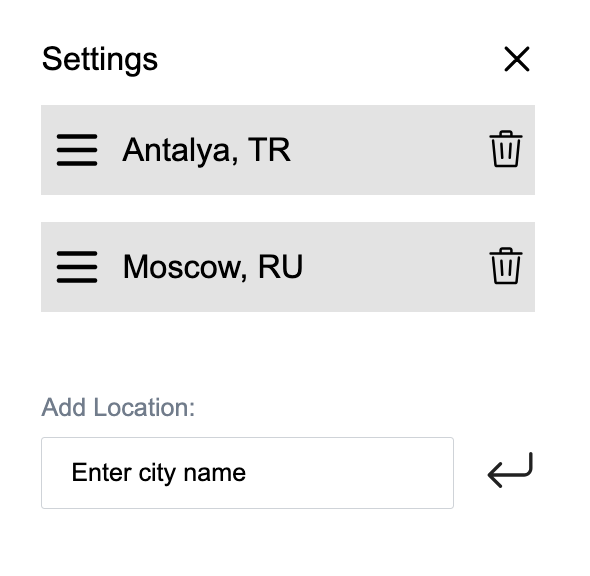 Settings
Antalya, TR
Moscow, RU
Add Location:
Enter city name